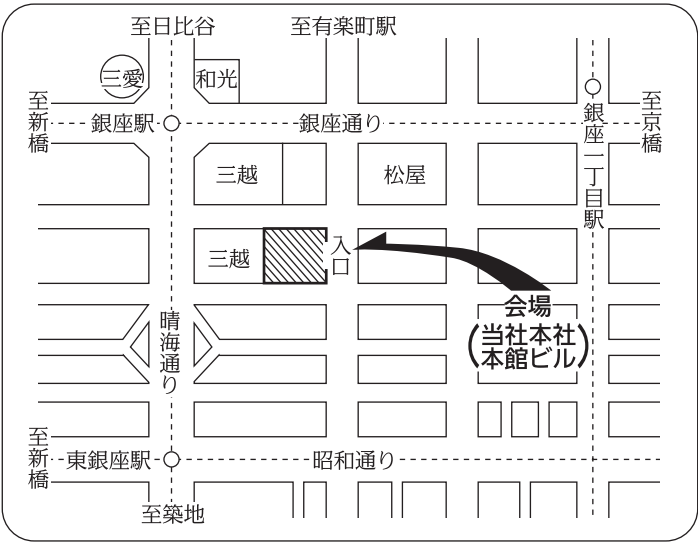 至日比谷
至有楽町駅
三愛
和光
至新橋
銀座駅
銀座通り
銀座一丁目駅
至京橋
三越
松屋
三越
入口
会場
(当社本社
本館ビル)
晴海通り
至新橋
東銀座駅
昭和通り
至築地